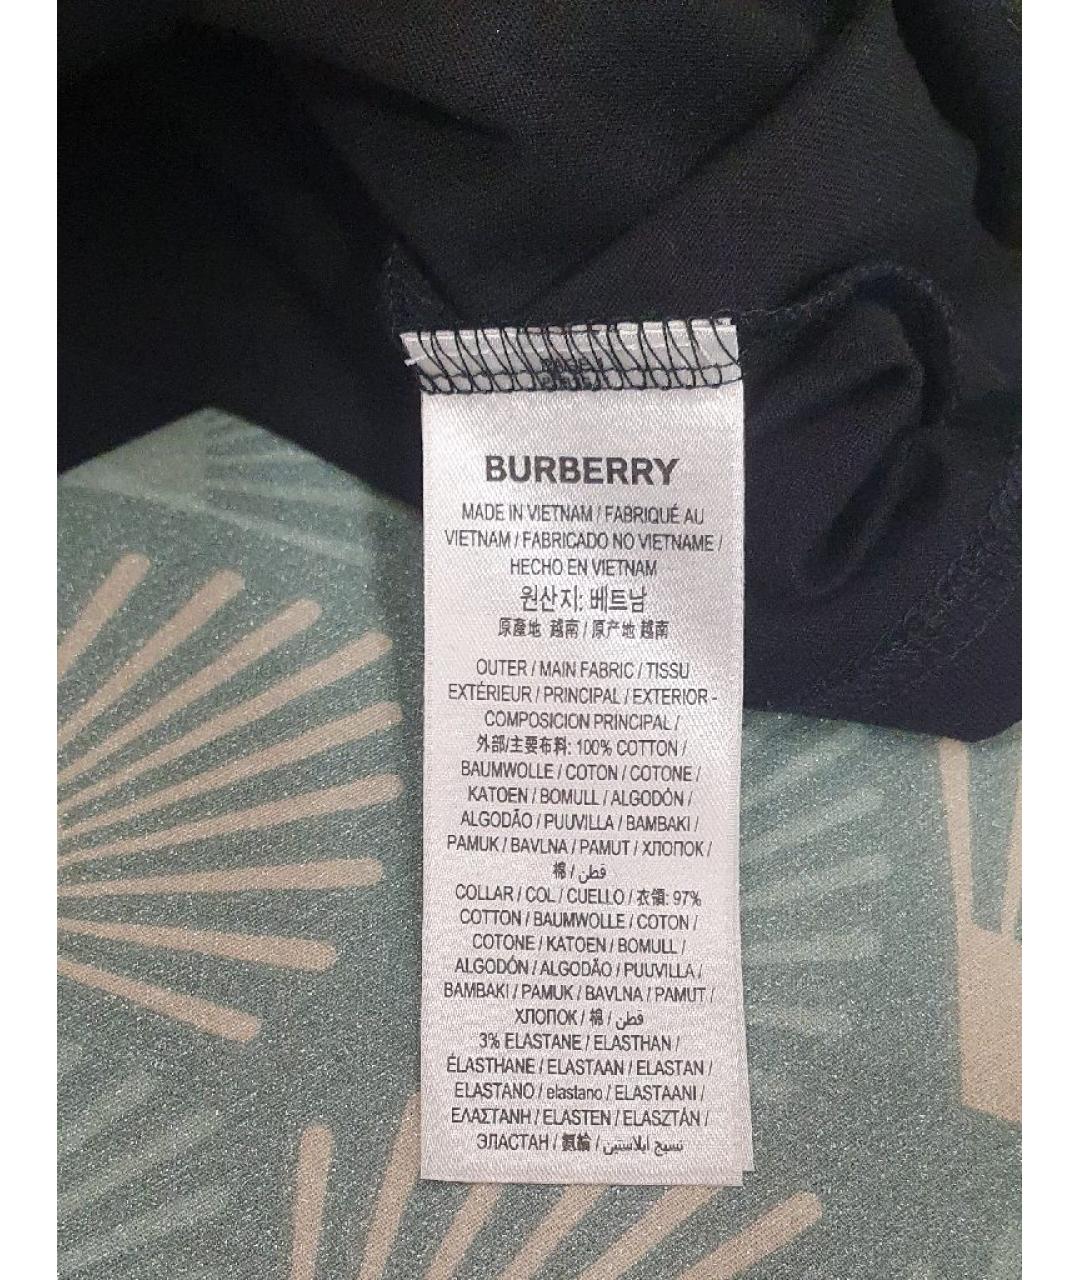 BURBERRY
MADE IN VIETNAM / FABRIQUÉ AU
VIETNAM / FABRICADO NO VIETNAME /
HECHO EN VIETNAM
원산지: 베트남
原產地 越南 / 原产地 越南
OUTER / MAIN FABRIC / TISSU
EXTÉRIEUR / PRINCIPAL / EXTERIOR -
COMPOSICION PRINCIPAL /
外部/主要布料: 100% COTTON /
BAUMWOLLE / COTON / COTONE /
KATOEN / BOMULL / ALGODÓN /
ALGODÃO / PUUVILLA / BAMBAKI /
PAMUK / BAVLNA / PAMUT / ХЛОПОК /
棉 / قطن
COLLAR / COL / CUELLO / 衣領: 97%
COTTON / BAUMWOLLE / COTON /
COTONE / KATOEN / BOMULL /
ALGODÓN / ALGODÃO / PUUVILLA /
BAMBAKI / PAMUK / BAVLNA / PAMUT /
ХЛОПОК / 棉 / قطن
3% ELASTANE / ELASTHAN /
ÉLASTHANE / ELASTAAN / ELASTAN /
ELASTANO / elastano / ELASTAANI /
ΕΛΑΣΤΑΝΗ / ELASTEN / ELASZTÁN /
ЭЛАСТАН / 氨綸 / نسيج ايلاستين